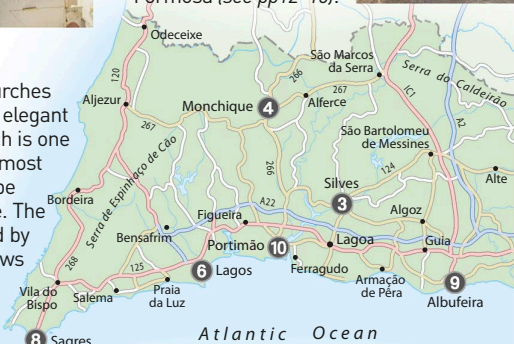 Formosa (see pp12–13).
urches
elegant
ch is one
most
be
e. The
d by
ws
Odeceixe
São Marcos
da Serra
Serra do Caldeirão
120
266
267
IC1
A2
Aljezur
Monchique
4
Alferce
267
São Bartolomeu
de Messines
Serra de Espinhaço de Cão
266
124
Alte
Silves
3
Bordeira
A22
Figueira
Algoz
Bensafrim
Portimão
10
Lagoa
Guia
268
125
6
Lagos
Ferragudo
Vila do
Bispo
Salema
Praia
da Luz
Armação
de Pêra
9
Albufeira
8
Sagres
Atlantic Ocean